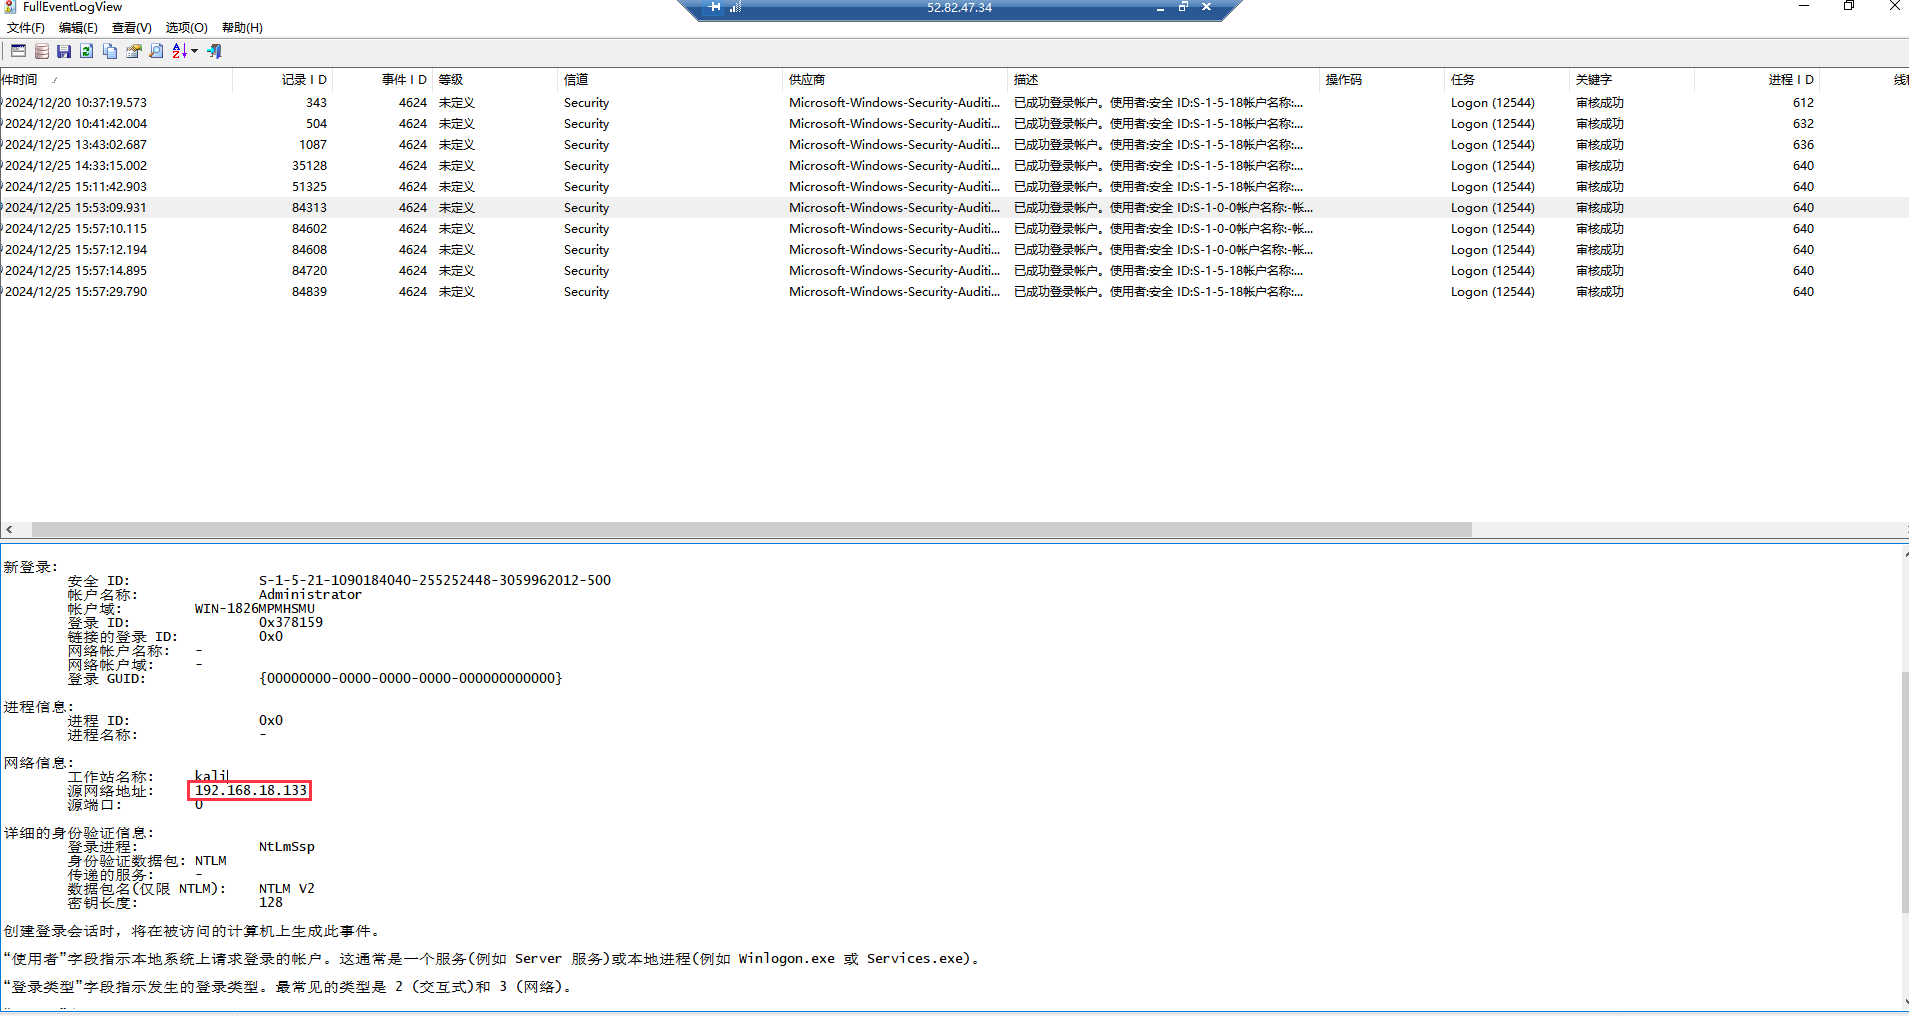 FullEventLogView
52.82.47.34
文件(F) 编辑(E) 查看(V) 选项(O) 帮助(H)
件时间 记录 ID 事件 ID 等级 信道 供应商 描述 操作码 任务 关键字 进程 ID
2024/12/20 10:37:19.573 343 4624 未定义 Security Microsoft-Windows-Security-Auditi... 已成功登录帐户。使用者:安全 ID:S-1-5-18帐户名称:... Logon (12544) 审核成功 612
2024/12/20 10:41:42.004 504 4624 未定义 Security Microsoft-Windows-Security-Auditi... 已成功登录帐户。使用者:安全 ID:S-1-5-18帐户名称:... Logon (12544) 审核成功 632
2024/12/25 13:43:02.687 1087 4624 未定义 Security Microsoft-Windows-Security-Auditi... 已成功登录帐户。使用者:安全 ID:S-1-5-18帐户名称:... Logon (12544) 审核成功 636
2024/12/25 14:33:15.002 35128 4624 未定义 Security Microsoft-Windows-Security-Auditi... 已成功登录帐户。使用者:安全 ID:S-1-5-18帐户名称:... Logon (12544) 审核成功 640
2024/12/25 15:11:42.903 51325 4624 未定义 Security Microsoft-Windows-Security-Auditi... 已成功登录帐户。使用者:安全 ID:S-1-5-18帐户名称:... Logon (12544) 审核成功 640
2024/12/25 15:53:09.931 84313 4624 未定义 Security Microsoft-Windows-Security-Auditi... 已成功登录帐户。使用者:安全 ID:S-1-0-0帐户名称:-帐... Logon (12544) 审核成功 640
2024/12/25 15:57:10.115 84602 4624 未定义 Security Microsoft-Windows-Security-Auditi... 已成功登录帐户。使用者:安全 ID:S-1-0-0帐户名称:-帐... Logon (12544) 审核成功 640
2024/12/25 15:57:12.194 84608 4624 未定义 Security Microsoft-Windows-Security-Auditi... 已成功登录帐户。使用者:安全 ID:S-1-0-0帐户名称:-帐... Logon (12544) 审核成功 640
2024/12/25 15:57:14.895 84720 4624 未定义 Security Microsoft-Windows-Security-Auditi... 已成功登录帐户。使用者:安全 ID:S-1-5-18帐户名称:... Logon (12544) 审核成功 640
2024/12/25 15:57:29.790 84839 4624 未定义 Security Microsoft-Windows-Security-Auditi... 已成功登录帐户。使用者:安全 ID:S-1-5-18帐户名称:... Logon (12544) 审核成功 640
新登录:
安全 ID: S-1-5-21-1090184040-255252448-3059962012-500
帐户名称: Administrator
帐户域: WIN-1826MPMHSMU
登录 ID: 0x378159
链接的登录 ID: 0x0
网络帐户名称: -
网络帐户域: -
登录 GUID: {00000000-0000-0000-0000-000000000000}
进程信息:
进程 ID: 0x0
进程名称: -
网络信息:
工作站名称: kali
源网络地址: 192.168.18.133
源端口: 0
详细的身份验证信息:
登录进程: NtLmSsp
身份验证数据包: NTLM
传递的服务: -
数据包名(仅限 NTLM): NTLM V2
密钥长度: 128
创建登录会话时，将在被访问的计算机上生成此事件。
“使用者”字段指示本地系统上请求登录的帐户。这通常是一个服务(例如 Server 服务)或本地进程(例如 Winlogon.exe 或 Services.exe)。
“登录类型”字段指示发生的登录类型。最常见的类型是 2 (交互式)和 3 (网络)。